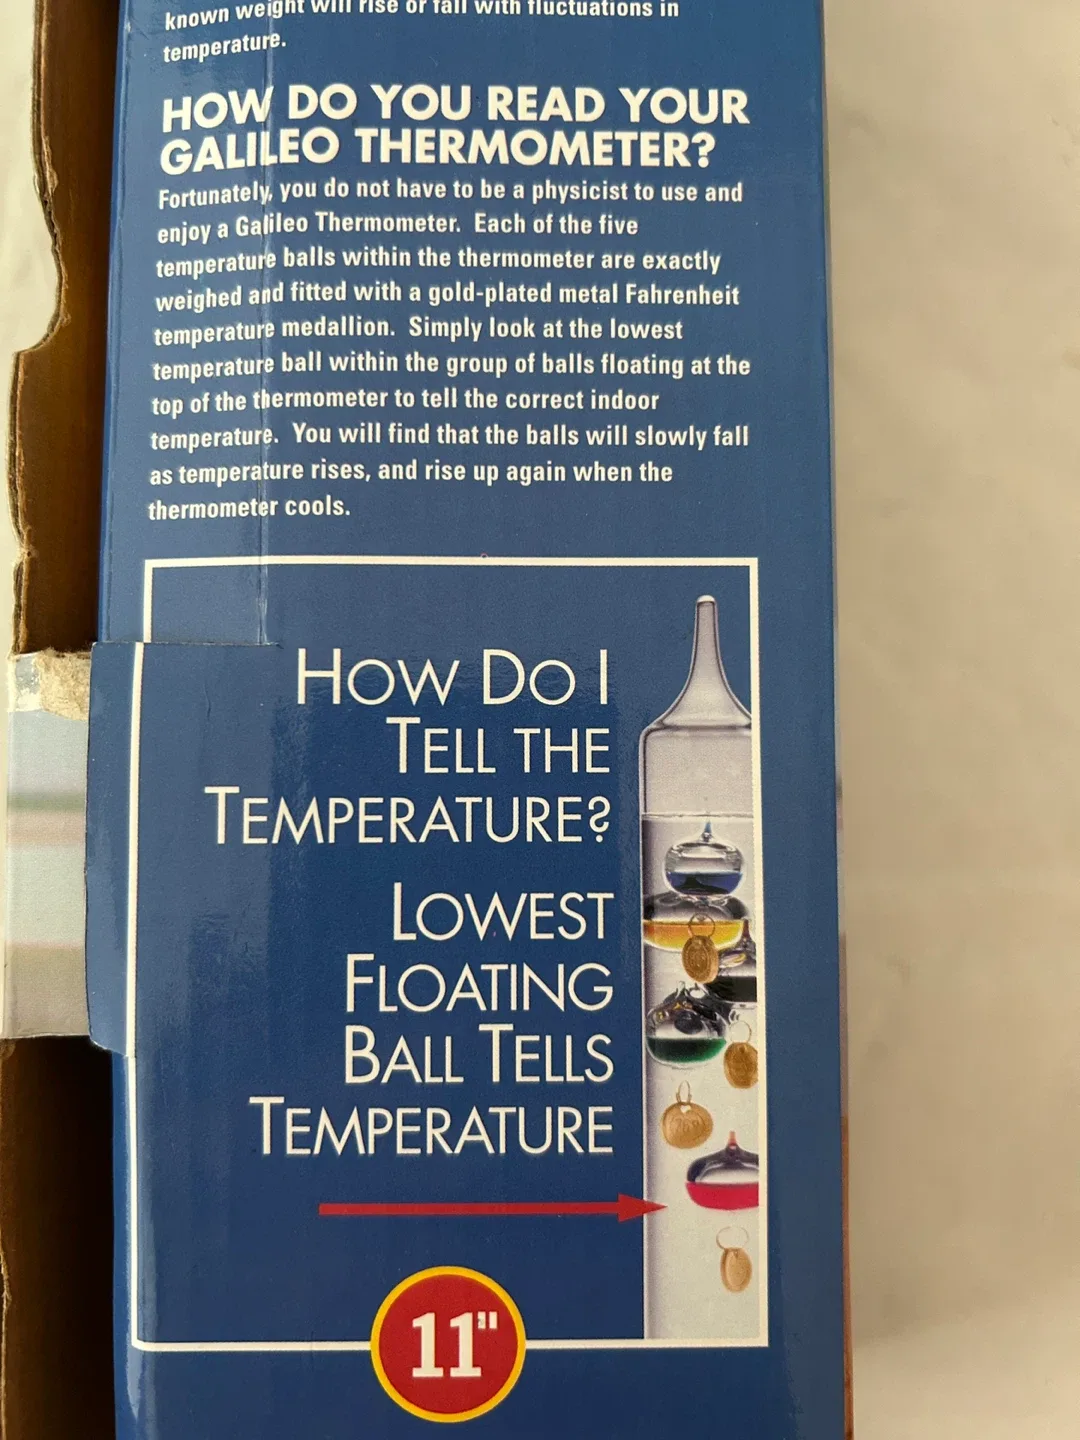 known weight will rise or fall with fluctuations in
temperature.
HOW DO YOU READ YOUR
GALILEO THERMOMETER?
Fortunately, you do not have to be a physicist to use and
enjoy a Galileo Thermometer. Each of the five
temperature balls within the thermometer are exactly
weighed and fitted with a gold-plated metal Fahrenheit
temperature medallion. Simply look at the lowest
temperature ball within the group of balls floating at the
top of the thermometer to tell the correct indoor
temperature. You will find that the balls will slowly fall
as temperature rises, and rise up again when the
thermometer cools.
HOW DO I
TELL THE
TEMPERATURE?
LOWEST
FLOATING
BALL TELLS
TEMPERATURE
11"